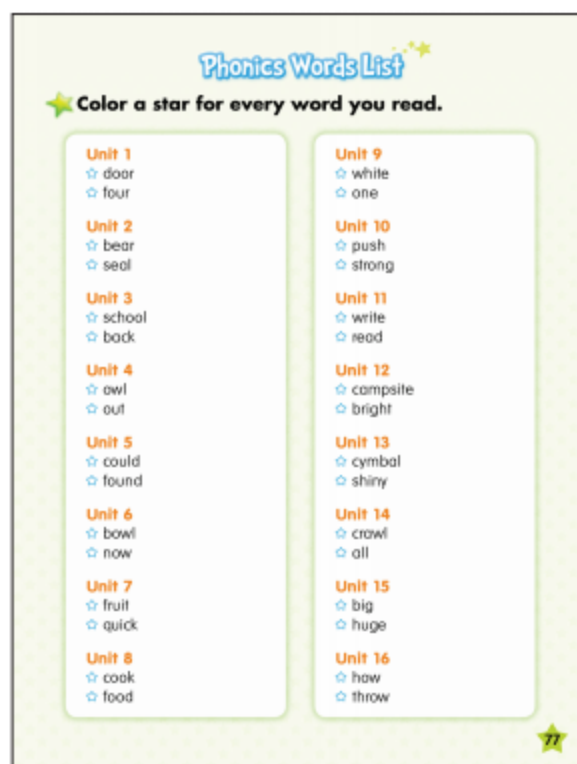 Phonics Words List
Color a star for every word you read.
Unit 1
door
four
Unit 2
bear
seal
Unit 3
school
back
Unit 4
owl
out
Unit 5
could
found
Unit 6
bowl
now
Unit 7
fruit
quick
Unit 8
cook
food
Unit 9
white
one
Unit 10
push
strong
Unit 11
write
read
Unit 12
campsite
bright
Unit 13
cymbal
shiny
Unit 14
crawl
all
Unit 15
big
huge
Unit 16
how
throw
77